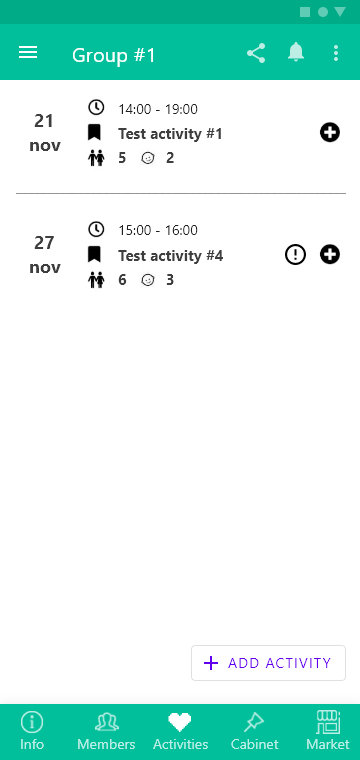 Group #1
21
nov
14:00 - 19:00
Test activity #1
5 2
27
nov
15:00 - 16:00
Test activity #4
6 3
ADD ACTIVITY
Info Members Activities Cabinet Market